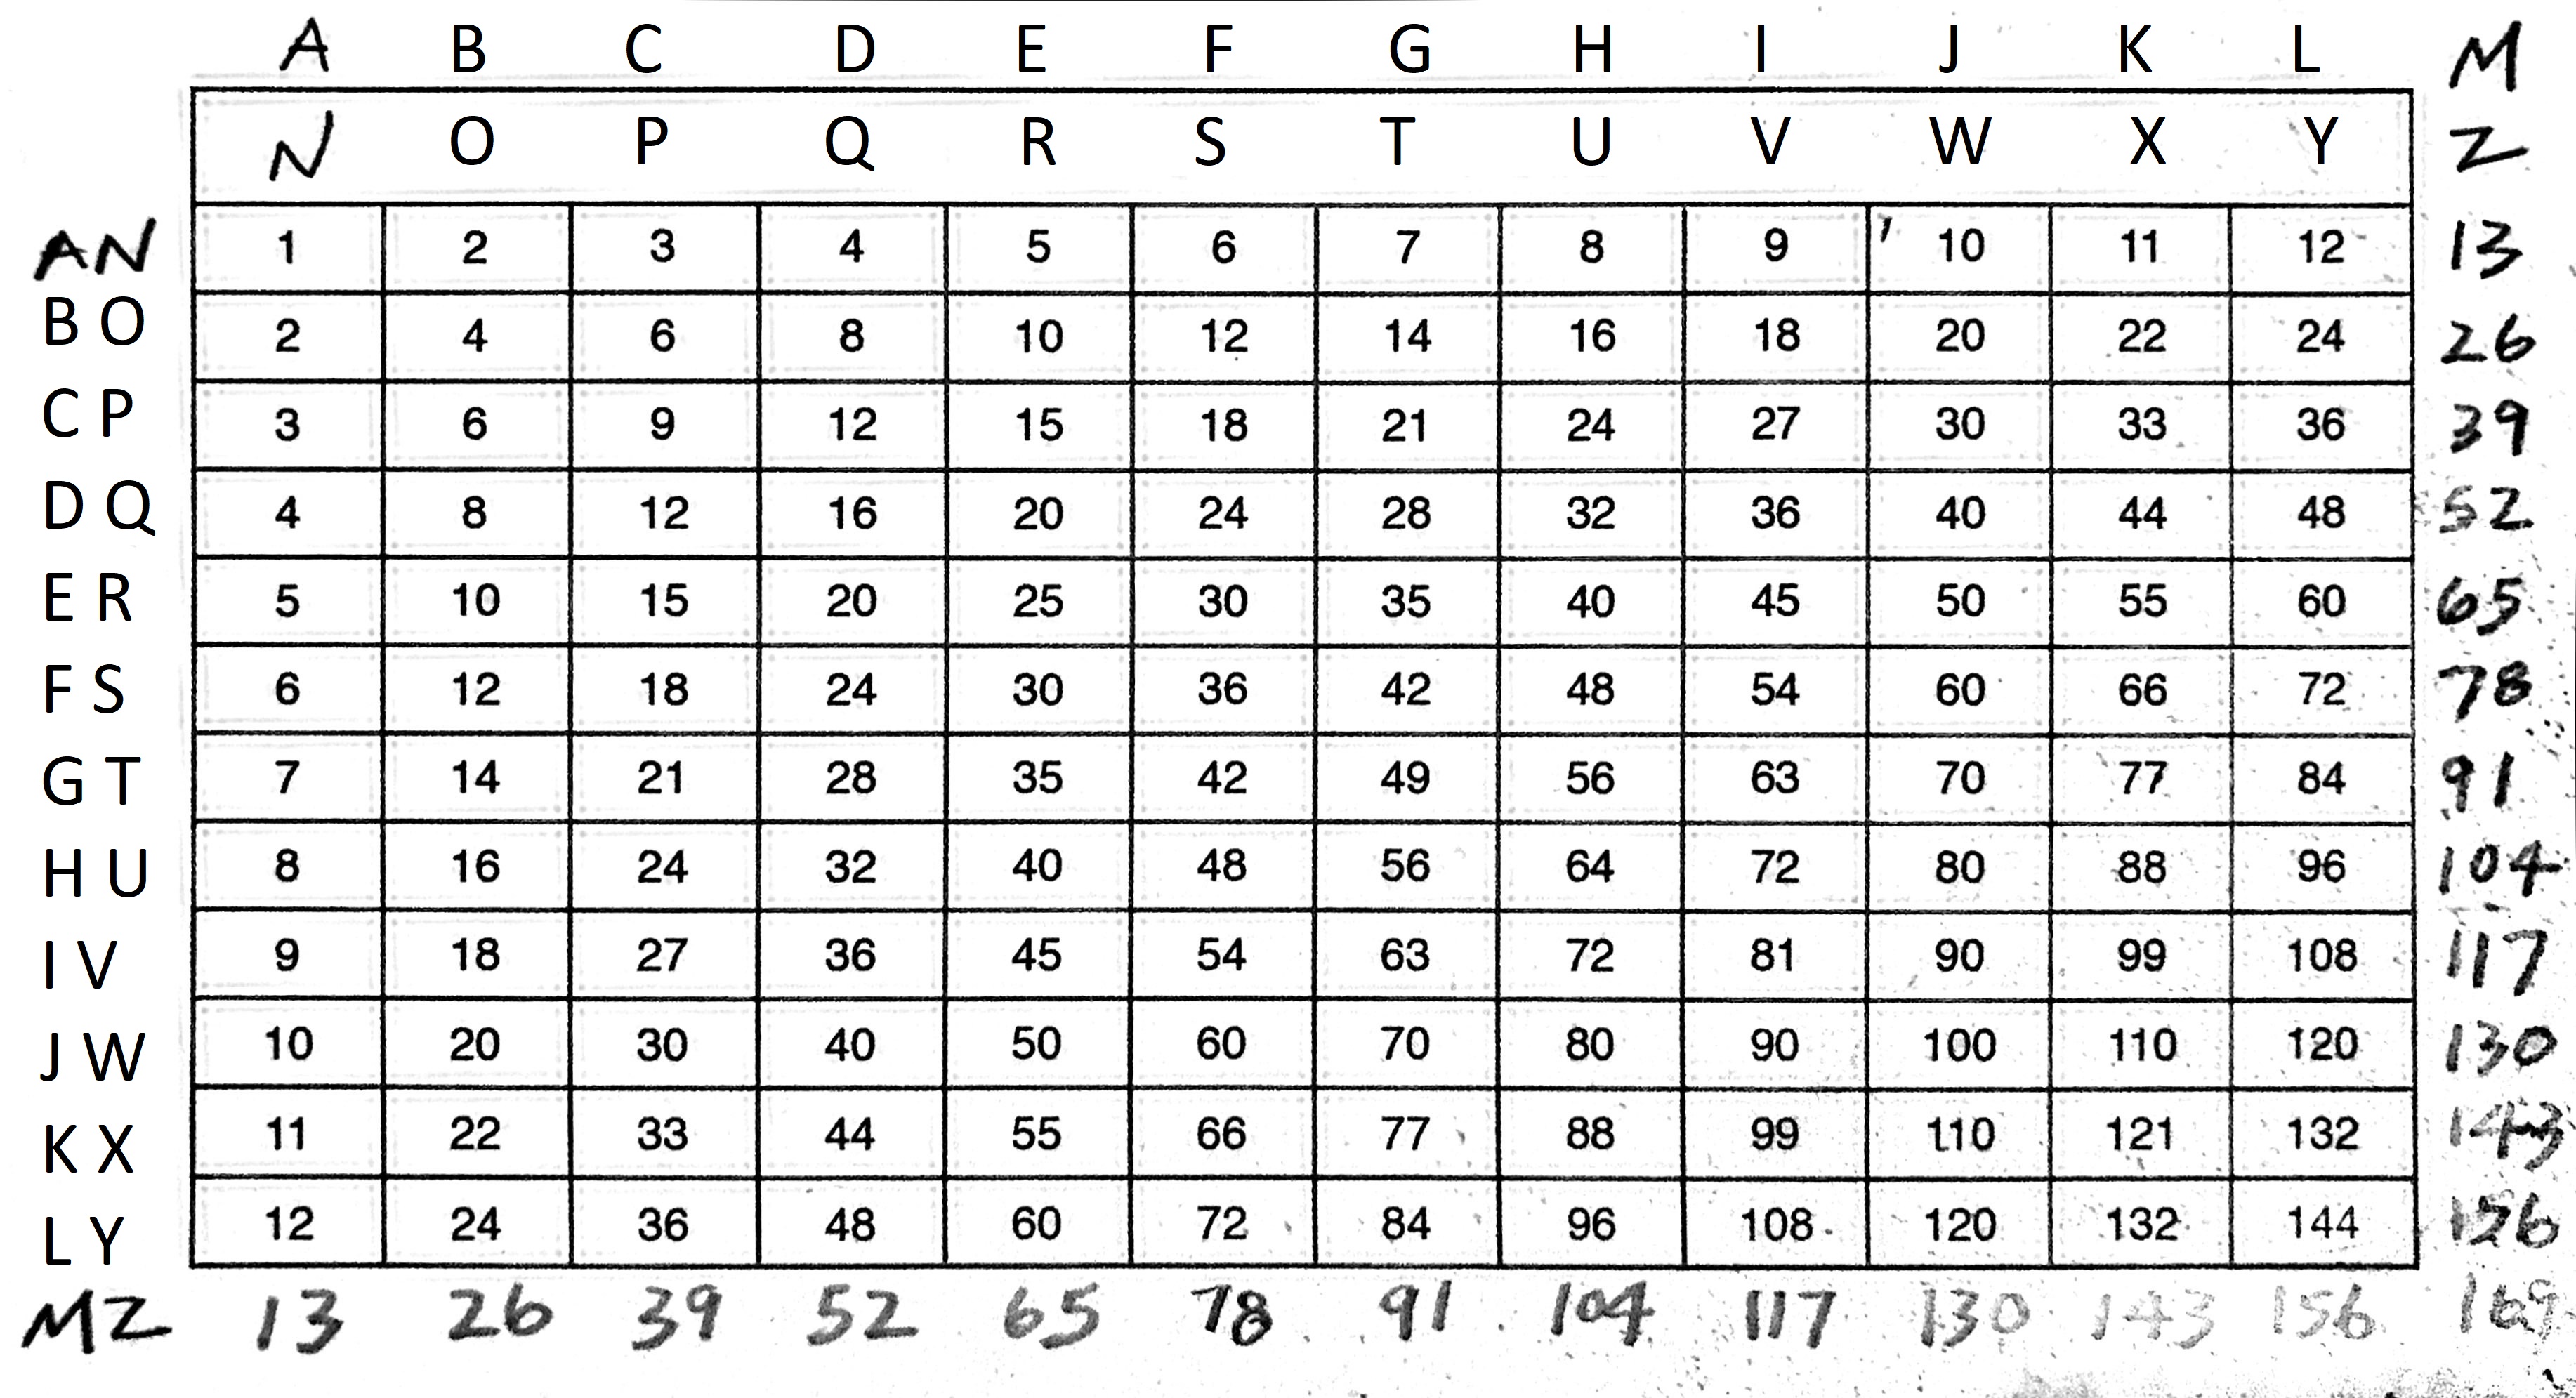 A B C D E F G H I J K L M
N O P Q R S T U V W X Y Z
AN 1 2 3 4 5 6 7 8 9 10 11 12 13
B O 2 4 6 8 10 12 14 16 18 20 22 24 26
C P 3 6 9 12 15 18 21 24 27 30 33 36 39
D Q 4 8 12 16 20 24 28 32 36 40 44 48 52
E R 5 10 15 20 25 30 35 40 45 50 55 60 65
F S 6 12 18 24 30 36 42 48 54 60 66 72 78
G T 7 14 21 28 35 42 49 56 63 70 77 84 91
H U 8 16 24 32 40 48 56 64 72 80 88 96 104
I V 9 18 27 36 45 54 63 72 81 90 99 108 117
J W 10 20 30 40 50 60 70 80 90 100 110 120 130
K X 11 22 33 44 55 66 77 88 99 110 121 132 143
L Y 12 24 36 48 60 72 84 96 108 120 132 144 156
MZ 13 26 39 52 65 78 91 104 117 130 143 156 169